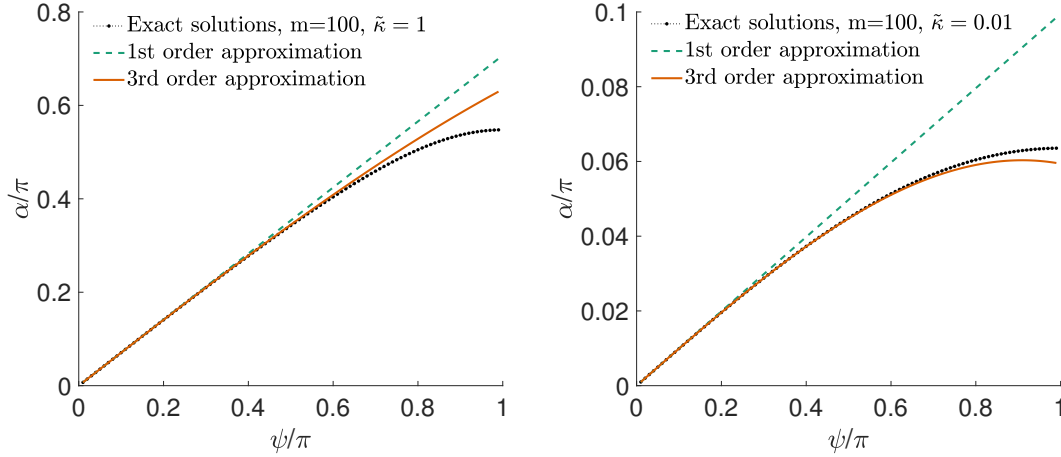 Exact solutions, m=100, κ̃ = 1
1st order approximation
3rd order approximation
0.8
0.6
0.4
0.2
0
α/π
0 0.2 0.4 0.6 0.8 1
ψ/π
Exact solutions, m=100, κ̃ = 0.01
1st order approximation
3rd order approximation
0.1
0.08
0.06
0.04
0.02
0
α/π
0 0.2 0.4 0.6 0.8 1
ψ/π